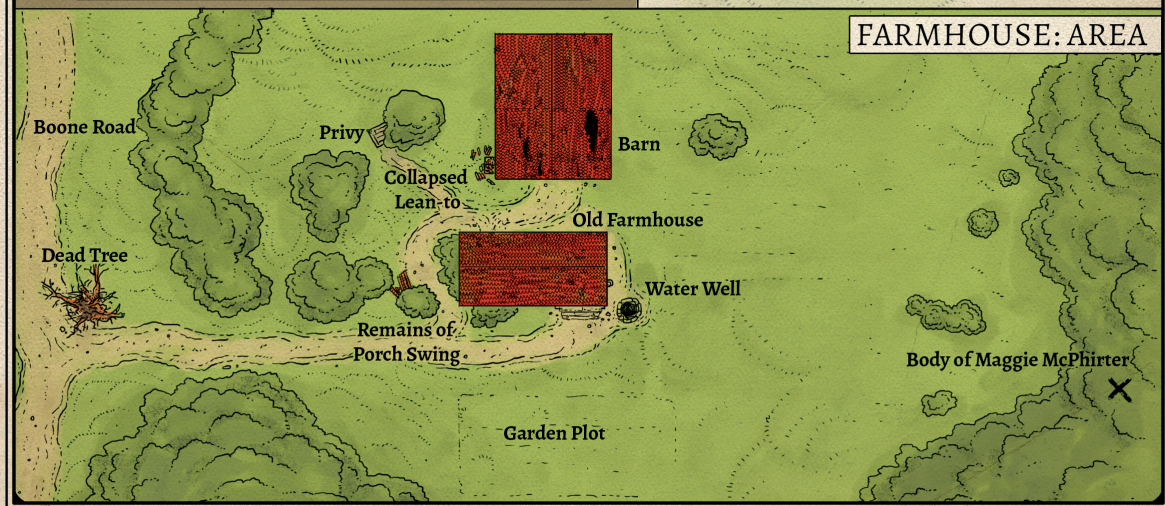 FARMHOUSE: AREA
Boone Road
Privy
Barn
Collapsed
Lean-to
Old Farmhouse
Dead Tree
Water Well
Remains of
Porch Swing
Body of Maggie McPhirter
Garden Plot